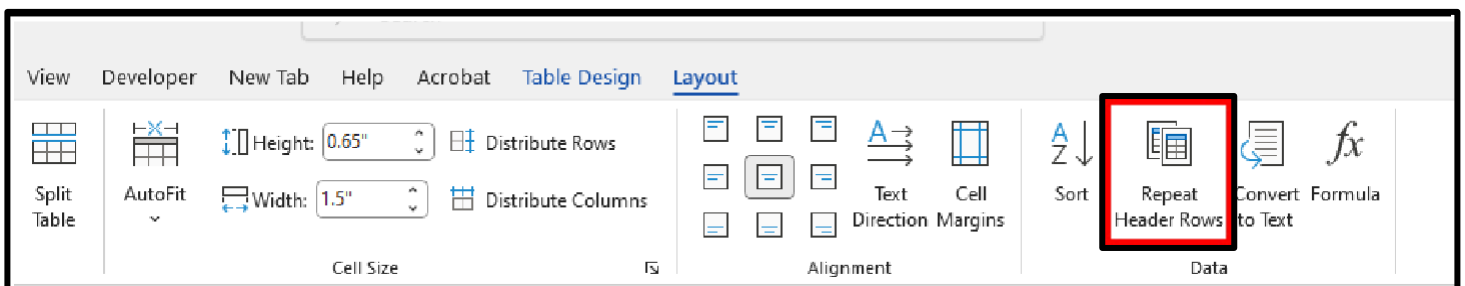 View Developer New Tab Help Acrobat Table Design Layout
Split Table
AutoFit
Height: 0.65"
Width: 1.5"
Distribute Rows
Distribute Columns
Cell Size
Text Direction
Cell Margins
Alignment
A
Z
Sort
Repeat Header Rows
Convert to Text
fx
Formula
Data